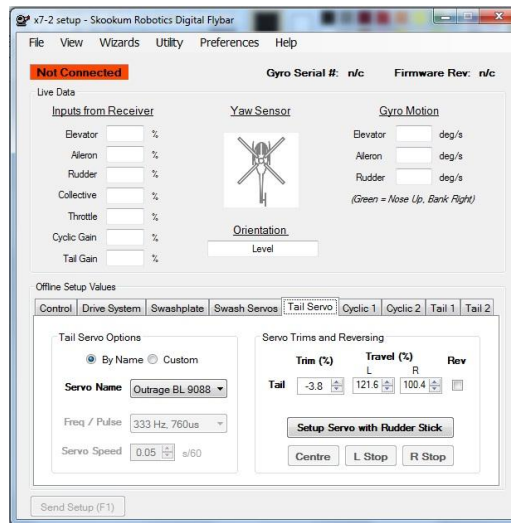 x7-2 setup - Skookum Robotics Digital Flybar
File View Wizards Utility Preferences Help
Not Connected Gyro Serial #: n/c Firmware Rev: n/c
Live Data
Inputs from Receiver Yaw Sensor Gyro Motion
Elevator % Elevator deg/s
Aileron % Aileron deg/s
Rudder % Rudder deg/s
Collective % (Green = Nose Up, Bank Right)
Throttle %
Cyclic Gain % Orientation
Tail Gain % Level
Offline Setup Values
Control Drive System Swashplate Swash Servos Tail Servo Cyclic 1 Cyclic 2 Tail 1 Tail 2
Tail Servo Options Servo Trims and Reversing
By Name Custom Trim (%) Travel (%) Rev
L R
Servo Name Outrage BL 9088 Tail -3.8 121.6 100.4
Freq / Pulse 333 Hz, 760us Setup Servo with Rudder Stick
Servo Speed 0.05 s/60 Centre L Stop R Stop
Send Setup (F1)